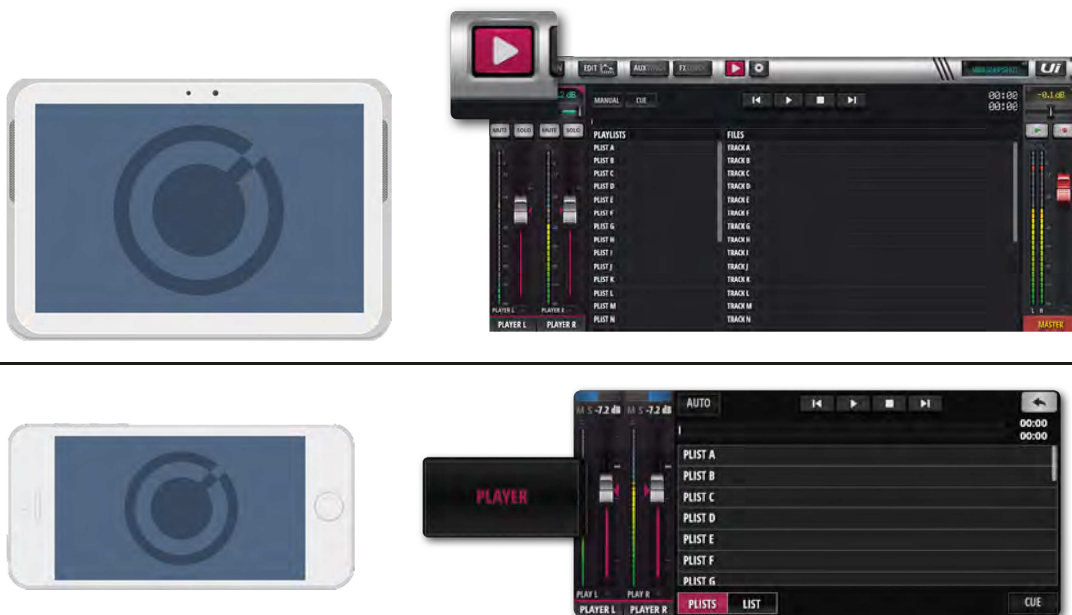 EDIT AUX FX Ui
.2 dB MANUAL CUE 00:00 -0.1 dB
00:00
MUTE SOLO MUTE SOLO PLAYLISTS FILES
PLIST A TRACK A
PLIST B TRACK B
PLIST C TRACK C
PLIST D TRACK D
PLIST E TRACK E
PLIST F TRACK F
PLIST G TRACK G
PLIST H TRACK H
PLIST I TRACK I
PLIST J TRACK J
PLIST K TRACK K
PLIST L TRACK L
PLAYER L PLAYER R PLIST M TRACK M L R
PLAYER L PLAYER R PLIST N TRACK N MASTER
M S -7.2 dB M S -7.2 dB AUTO
00:00
00:00
PLIST A
PLIST B
PLIST C
PLAYER
PLIST D
PLIST E
PLIST F
PLIST G
PLAY L PLAY R
PLAYER L PLAYER R PLISTS LIST CUE